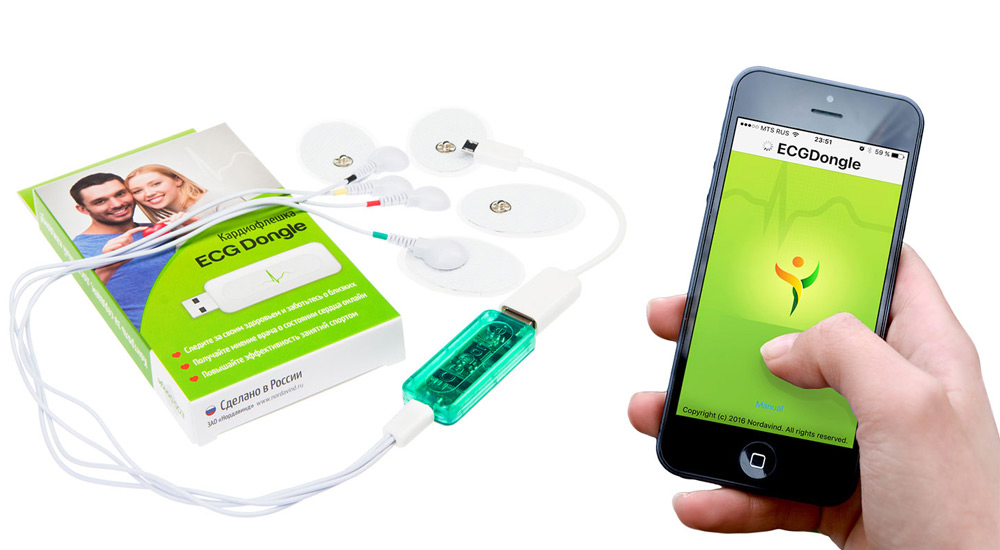 Кардиофлешка
ECG Dongle
Следите за своим здоровьем и заботьтесь о близких
Получайте мнение врача о состоянии сердца онлайн
Повышайте эффективность занятий спортом
Сделано в России
ЗАО «Нордавинд» www.nordavind.ru
MTS RUS
23:51
59 %
ECGDongle
Copyright (c) 2016 Nordavind. All rights reserved.